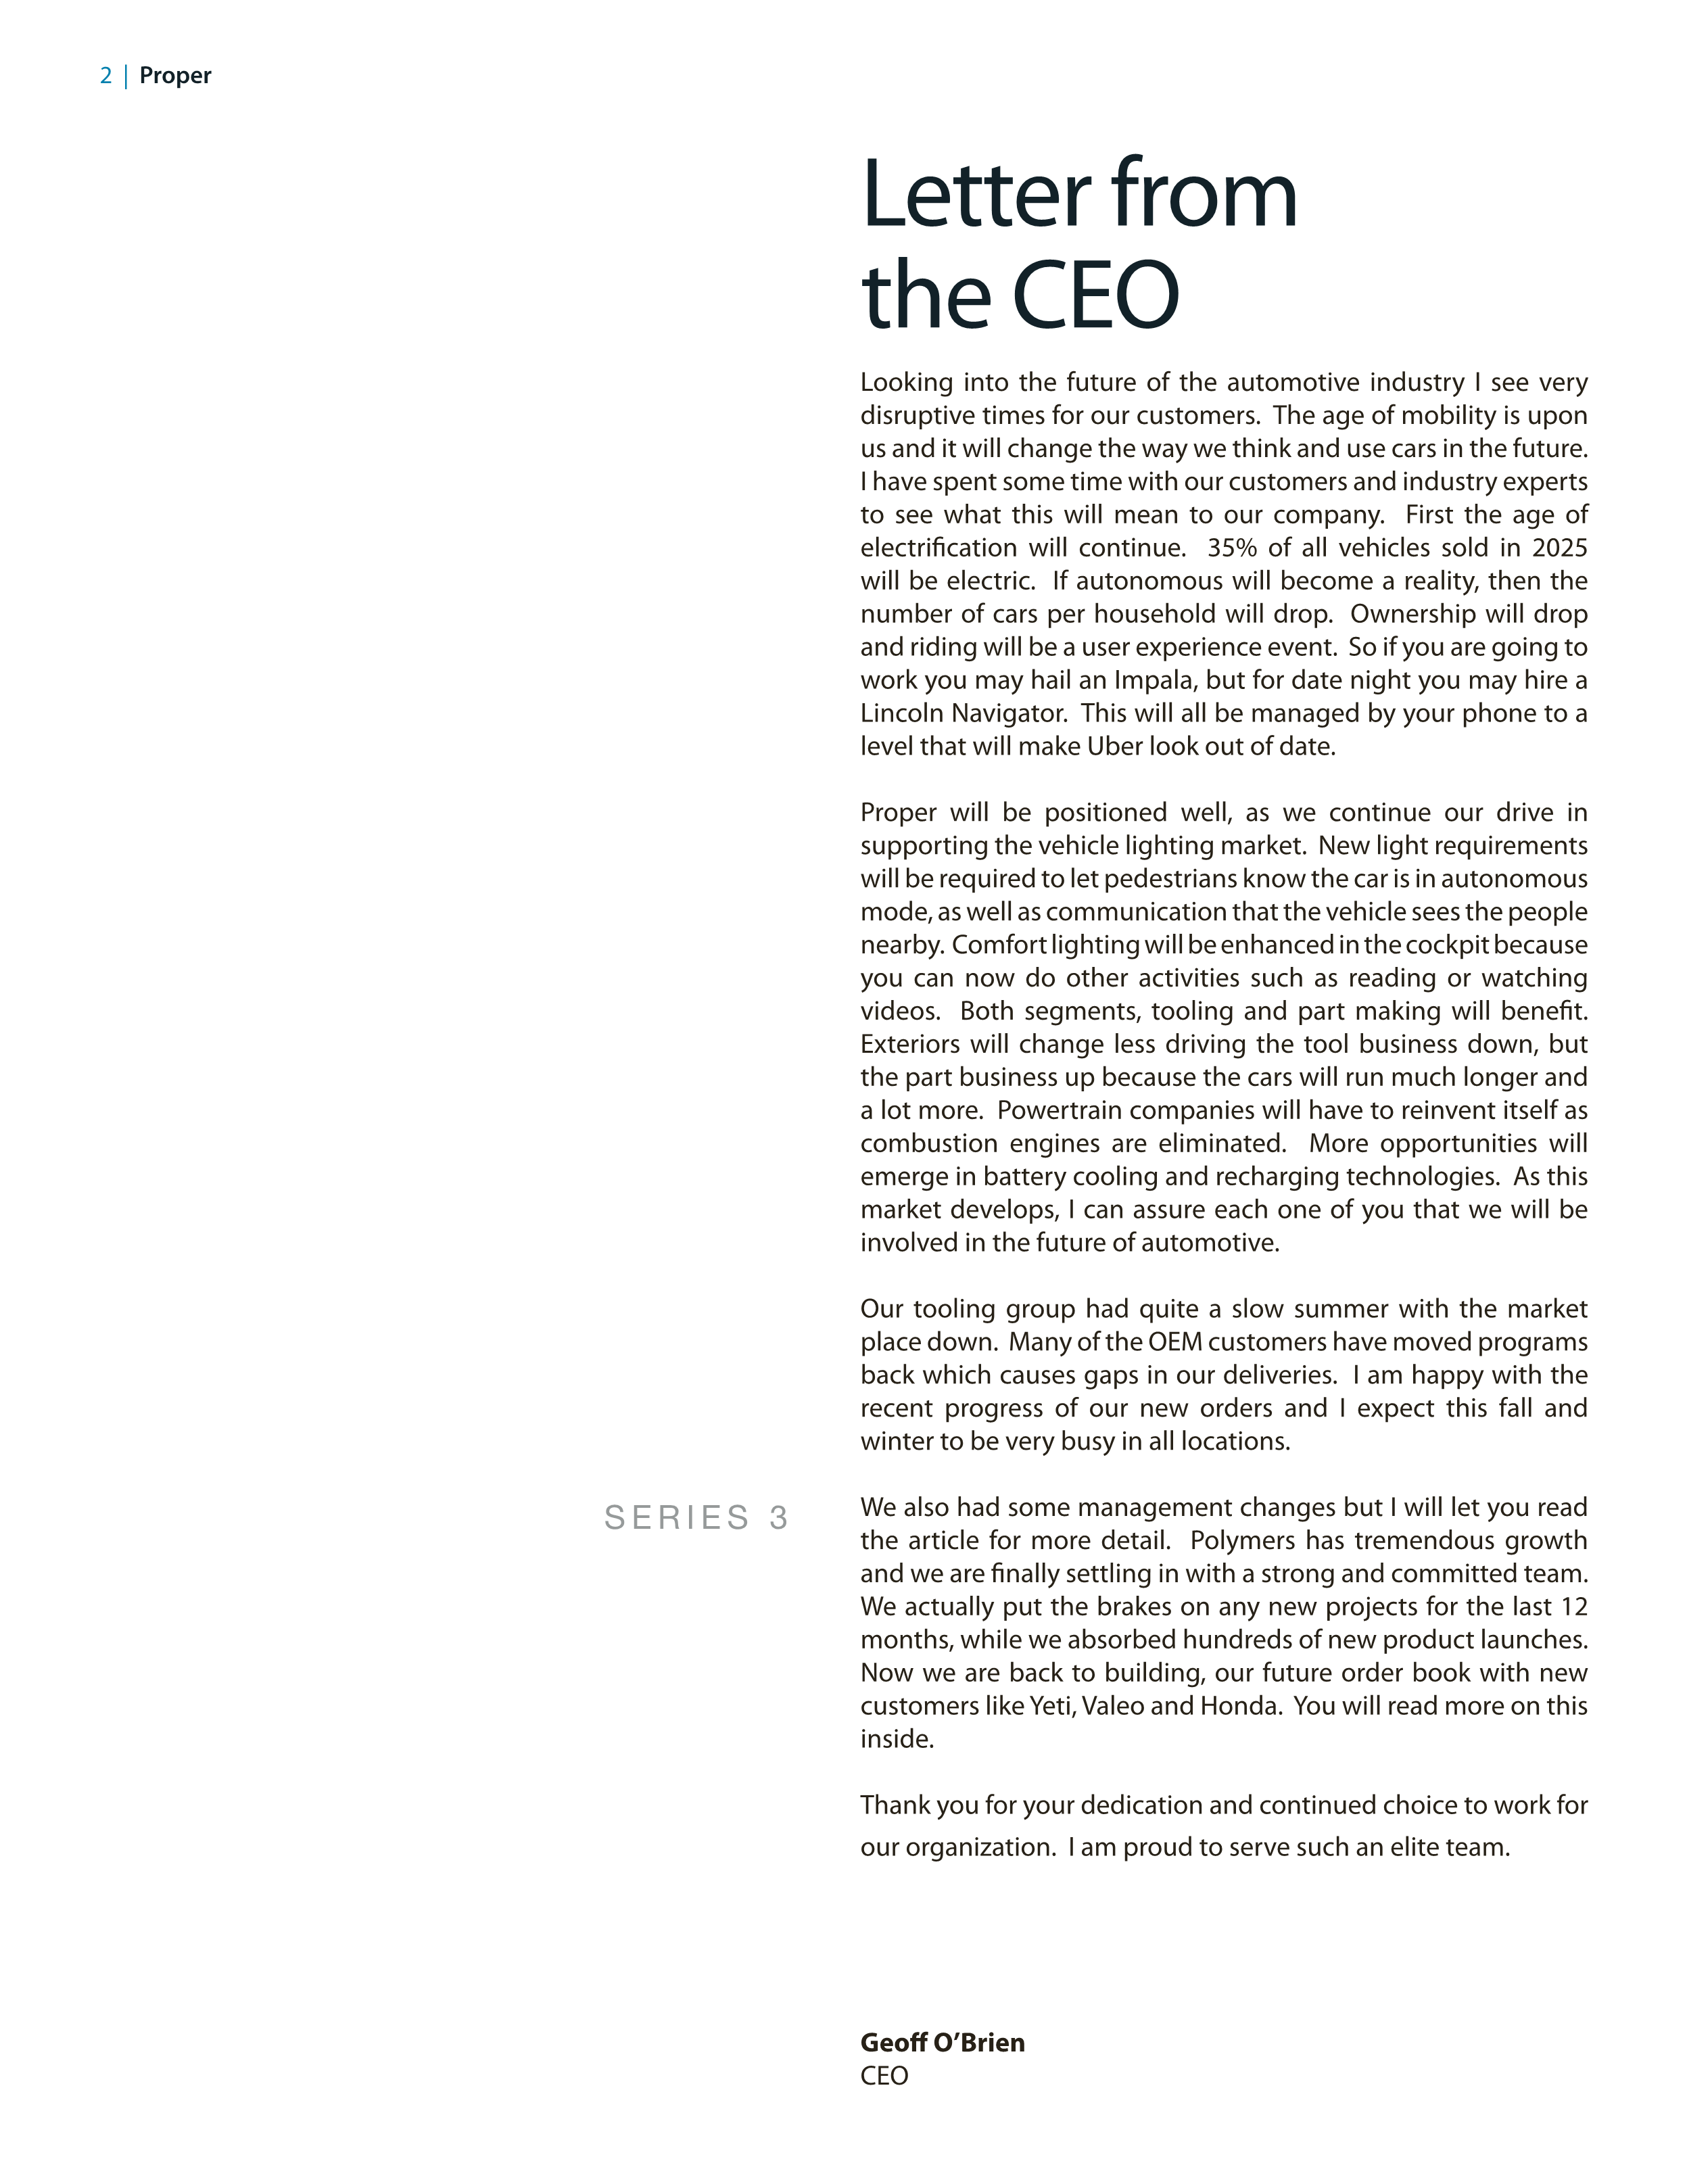 2 | Proper
Letter from
the CEO
Looking into the future of the automotive industry I see very
disruptive times for our customers.  The age of mobility is upon
us and it will change the way we think and use cars in the future.
I have spent some time with our customers and industry experts
to see what this will mean to our company.  First the age of
electrification will continue.  35% of all vehicles sold in 2025
will be electric.  If autonomous will become a reality, then the
number of cars per household will drop.  Ownership will drop
and riding will be a user experience event.  So if you are going to
work you may hail an Impala, but for date night you may hire a
Lincoln Navigator.  This will all be managed by your phone to a
level that will make Uber look out of date.
Proper will be positioned well, as we continue our drive in
supporting the vehicle lighting market.  New light requirements
will be required to let pedestrians know the car is in autonomous
mode, as well as communication that the vehicle sees the people
nearby.  Comfort lighting will be enhanced in the cockpit because
you can now do other activities such as reading or watching
videos.  Both segments, tooling and part making will benefit.
Exteriors will change less driving the tool business down, but
the part business up because the cars will run much longer and
a lot more.  Powertrain companies will have to reinvent itself as
combustion engines are eliminated.  More opportunities will
emerge in battery cooling and recharging technologies.  As this
market develops, I can assure each one of you that we will be
involved in the future of automotive.
Our tooling group had quite a slow summer with the market
place down.  Many of the OEM customers have moved programs
back which causes gaps in our deliveries.  I am happy with the
recent progress of our new orders and I expect this fall and
winter to be very busy in all locations.
SERIES 3
We also had some management changes but I will let you read
the article for more detail.  Polymers has tremendous growth
and we are finally settling in with a strong and committed team.
We actually put the brakes on any new projects for the last 12
months, while we absorbed hundreds of new product launches.
Now we are back to building, our future order book with new
customers like Yeti, Valeo and Honda.  You will read more on this
inside.
Thank you for your dedication and continued choice to work for
our organization.  I am proud to serve such an elite team.
Geoff O’Brien
CEO